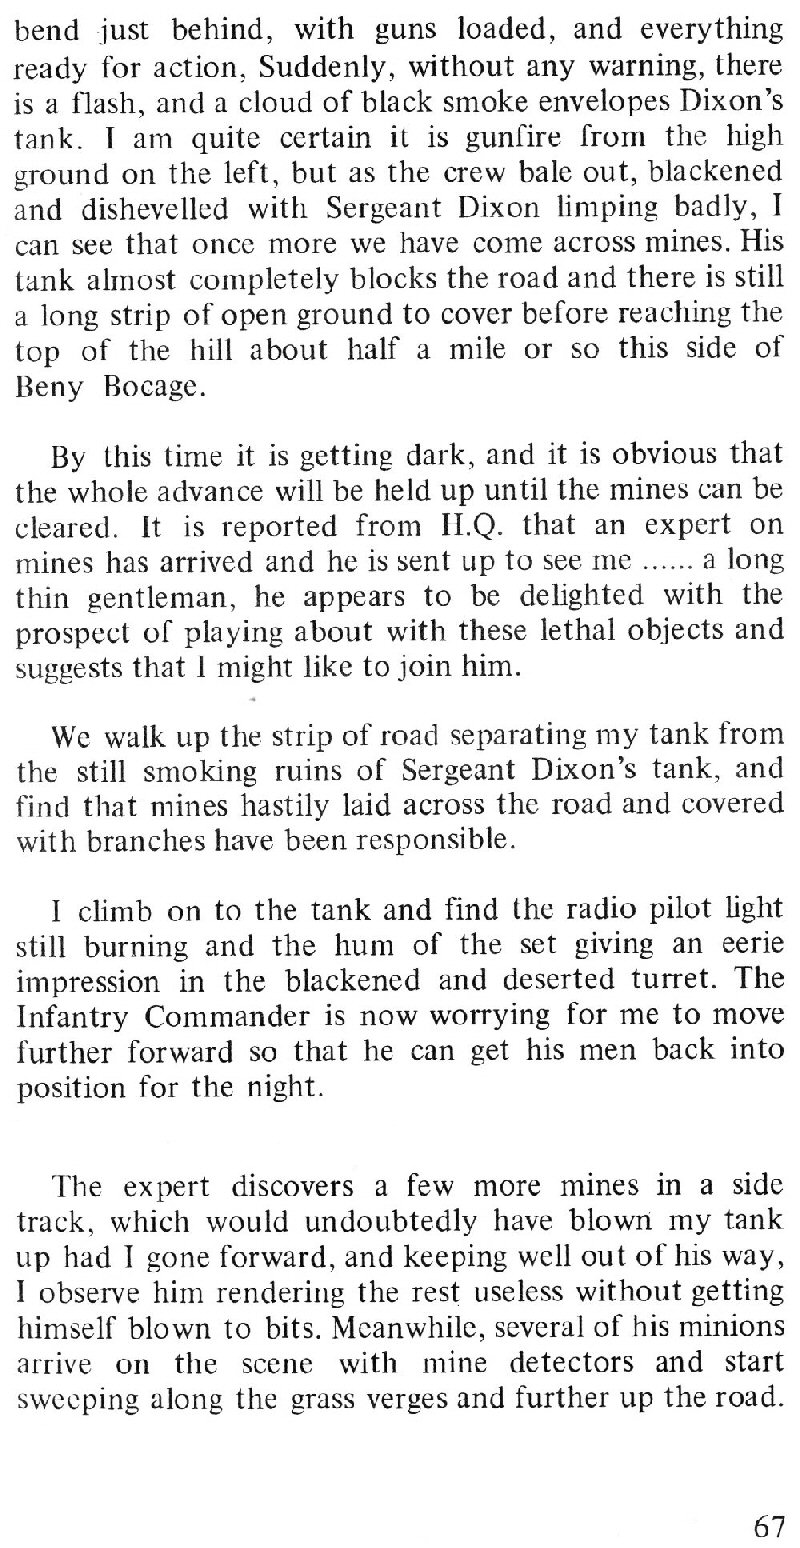 bend just behind, with guns loaded, and everything
ready for action, Suddenly, without any warning, there
is a flash, and a cloud of black smoke envelopes Dixon's
tank. I am quite certain it is gunfire from the high
ground on the left, but as the crew bale out, blackened
and dishevelled with Sergeant Dixon limping badly, I
can see that once more we have come across mines. His
tank almost completely blocks the road and there is still
a long strip of open ground to cover before reaching the
top of the hill about half a mile or so this side of
Beny Bocage.
By this time it is getting dark, and it is obvious that
the whole advance will be held up until the mines can be
cleared. It is reported from H.Q. that an expert on
mines has arrived and he is sent up to see me ...... a long
thin gentleman, he appears to be delighted with the
prospect of playing about with these lethal objects and
suggests that I might like to join him.
We walk up the strip of road separating my tank from
the still smoking ruins of Sergeant Dixon's tank, and
find that mines hastily laid across the road and covered
with branches have been responsible.
I climb on to the tank and find the radio pilot light
still burning and the hum of the set giving an eerie
impression in the blackened and deserted turret. The
Infantry Commander is now worrying for me to move
further forward so that he can get his men back into
position for the night.
The expert discovers a few more mines in a side
track, which would undoubtedly have blown my tank
up had I gone forward, and keeping well out of his way,
I observe him rendering the rest useless without getting
himself blown to bits. Meanwhile, several of his minions
arrive on the scene with mine detectors and start
sweeping along the grass verges and further up the road.
67